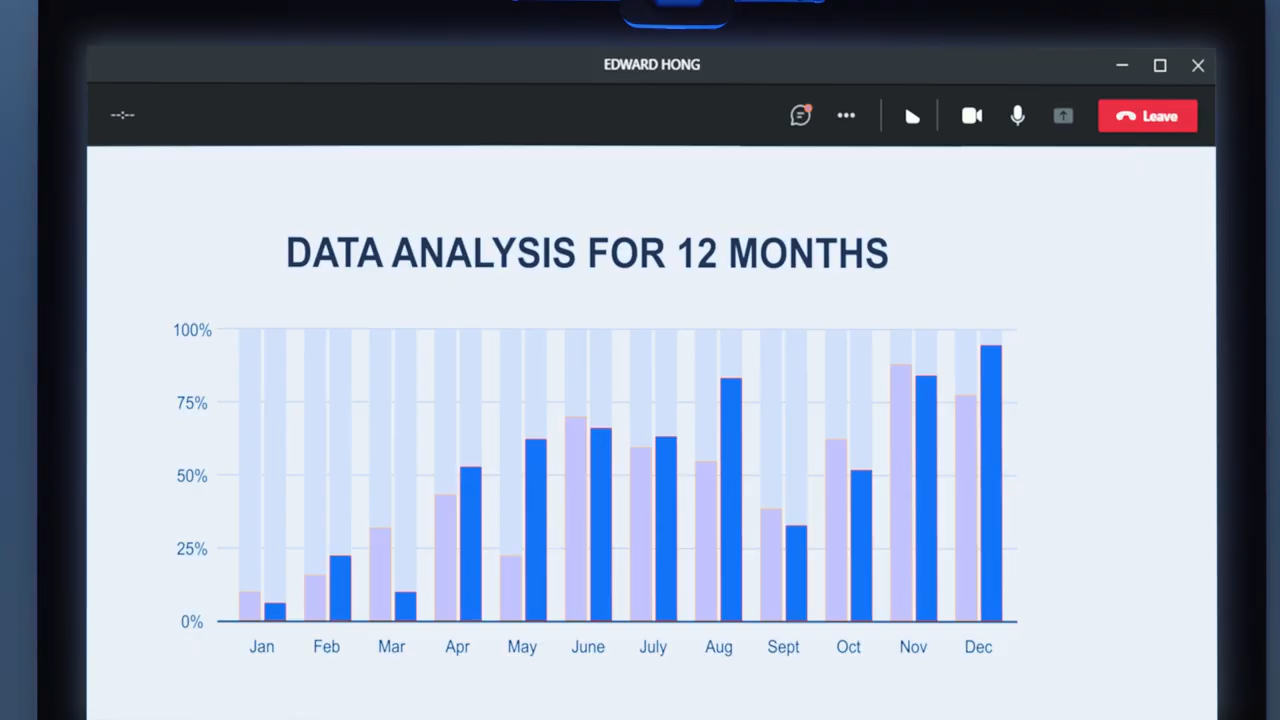 EDWARD HONG
--:--
Leave
DATA ANALYSIS FOR 12 MONTHS
100%
75%
50%
25%
0%
Jan Feb Mar Apr May June July Aug Sept Oct Nov Dec